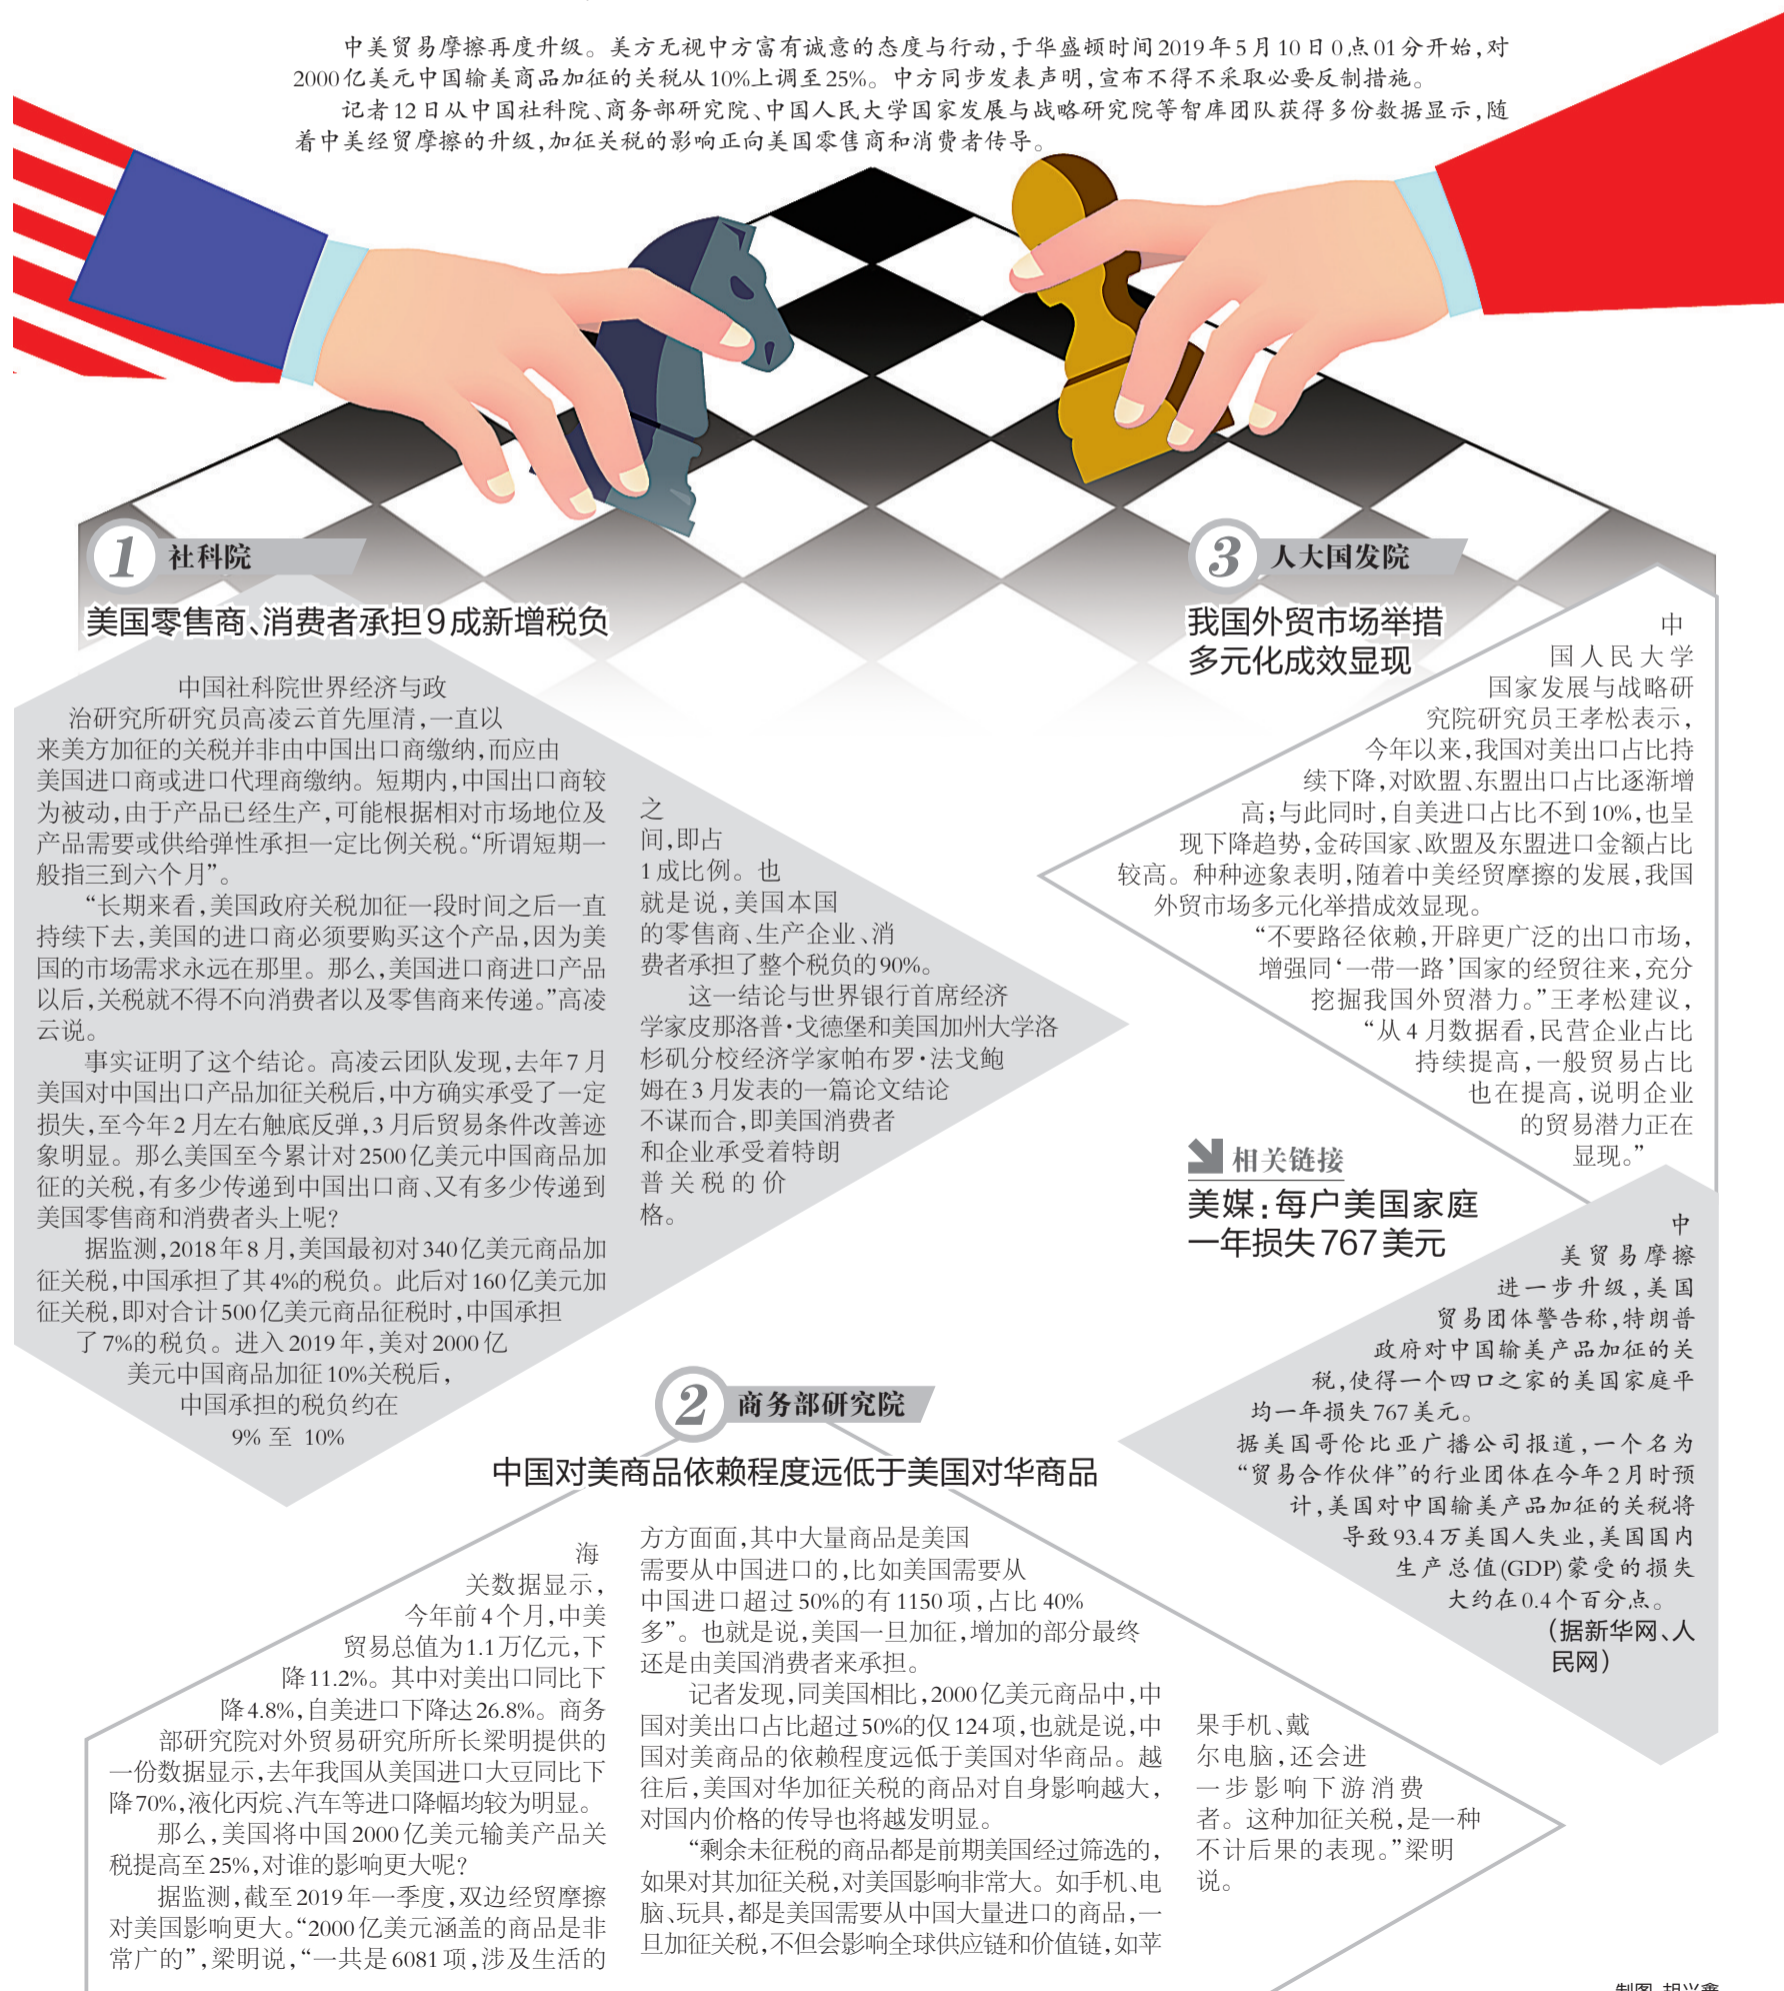 中美贸易摩擦再度升级。美方无视中方富有诚意的态度与行动,于华盛顿时间2019年5月10日0点01分开始,对
2000亿美元中国输美商品加征的关税从10%上调至25%。中方同步发表声明,宣布不得不采取必要反制措施。
记者12日从中国社科院、商务部研究院、中国人民大学国家发展与战略研究院等智库团队获得多份数据显示,随
着中美经贸摩擦的升级,加征关税的影响正向美国零售商和消费者传导。
1 社科院
美国零售商、消费者承担9成新增税负
中国社科院世界经济与政
治研究所研究员高凌云首先厘清,一直以
来美方加征的关税并非由中国出口商缴纳,而应由
美国进口商或进口代理商缴纳。短期内,中国出口商较
为被动,由于产品已经生产,可能根据相对市场地位及
产品需要或供给弹性承担一定比例关税。“所谓短期一
般指三到六个月”。
“长期来看,美国政府关税加征一段时间之后一直
持续下去,美国的进口商必须要购买这个产品,因为美
国的市场需求永远在那里。那么,美国进口商进口产品
以后,关税就不得不向消费者以及零售商来传递。”高凌
云说。
事实证明了这个结论。高凌云团队发现,去年7月
美国对中国出口产品加征关税后,中方确实承受了一定
损失,至今年2月左右触底反弹,3月后贸易条件改善迹
象明显。那么美国至今累计对2500亿美元中国商品加
征的关税,有多少传递到中国出口商、又有多少传递到
美国零售商和消费者头上呢?
据监测,2018年8月,美国最初对340亿美元商品加
征关税,中国承担了其4%的税负。此后对160亿美元加
征关税,即对合计500亿美元商品征税时,中国承担
了7%的税负。进入2019年,美对2000亿
美元中国商品加征10%关税后,
中国承担的税负约在
9% 至 10%
之
间,即占
1成比例。也
就是说,美国本国
的零售商、生产企业、消
费者承担了整个税负的90%。
这一结论与世界银行首席经济
学家皮那洛普·戈德堡和美国加州大学洛
杉矶分校经济学家帕布罗·法戈鲍
姆在3月发表的一篇论文结论
不谋而合,即美国消费者
和企业承受着特朗
普关税的价
格。
2 商务部研究院
中国对美商品依赖程度远低于美国对华商品
海
关数据显示,
今年前4个月,中美
贸易总值为1.1万亿元,下
降11.2%。其中对美出口同比下
降4.8%,自美进口下降达26.8%。商务
部研究院对外贸易研究所所长梁明提供的
一份数据显示,去年我国从美国进口大豆同比下
降70%,液化丙烷、汽车等进口降幅均较为明显。
那么,美国将中国2000亿美元输美产品关
税提高至25%,对谁的影响更大呢?
据监测,截至2019年一季度,双边经贸摩擦
对美国影响更大。“2000亿美元涵盖的商品是非
常广的”,梁明说,“一共是6081项,涉及生活的
方方面面,其中大量商品是美国
需要从中国进口的,比如美国需要从
中国进口超过50%的有1150项,占比40%
多”。也就是说,美国一旦加征,增加的部分最终
还是由美国消费者来承担。
记者发现,同美国相比,2000亿美元商品中,中
国对美出口占比超过50%的仅124项,也就是说,中
国对美商品的依赖程度远低于美国对华商品。越
往后,美国对华加征关税的商品对自身影响越大,
对国内价格的传导也将越发明显。
“剩余未征税的商品都是前期美国经过筛选的,
如果对其加征关税,对美国影响非常大。如手机、电
脑、玩具,都是美国需要从中国大量进口的商品,一
旦加征关税,不但会影响全球供应链和价值链,如苹
果手机、戴
尔电脑,还会进
一步影响下游消费
者。这种加征关税,是一种
不计后果的表现。”梁明
说。
3 人大国发院
我国外贸市场举措
多元化成效显现
中
国人民大学
国家发展与战略研
究院研究员王孝松表示,
今年以来,我国对美出口占比持
续下降,对欧盟、东盟出口占比逐渐增
高;与此同时,自美进口占比不到10%,也呈
现下降趋势,金砖国家、欧盟及东盟进口金额占比
较高。种种迹象表明,随着中美经贸摩擦的发展,我国
外贸市场多元化举措成效显现。
“不要路径依赖,开辟更广泛的出口市场,
增强同‘一带一路’国家的经贸往来,充分
挖掘我国外贸潜力。”王孝松建议,
“从4月数据看,民营企业占比
持续提高,一般贸易占比
也在提高,说明企业
的贸易潜力正在
显现。”
相关链接
美媒:每户美国家庭
一年损失767美元
中
美贸易摩擦
进一步升级,美国
贸易团体警告称,特朗普
政府对中国输美产品加征的关
税,使得一个四口之家的美国家庭平
均一年损失767美元。
据美国哥伦比亚广播公司报道,一个名为
“贸易合作伙伴”的行业团体在今年2月时预
计,美国对中国输美产品加征的关税将
导致93.4万美国人失业,美国国内
生产总值(GDP)蒙受的损失
大约在0.4个百分点。
(据新华网、人
民网)